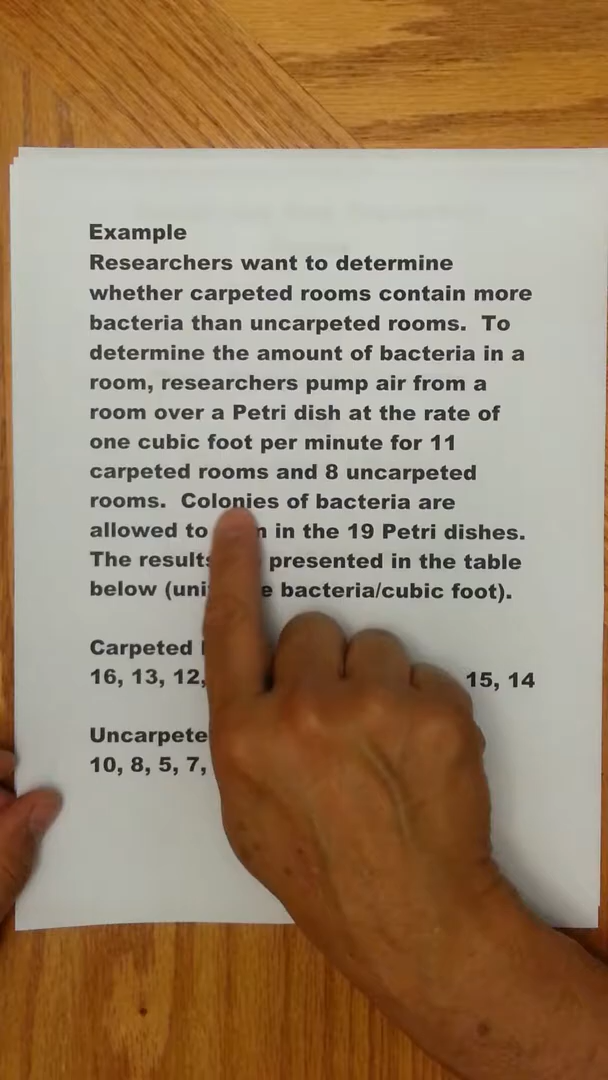 Example
Researchers want to determine
whether carpeted rooms contain more
bacteria than uncarpeted rooms.  To
determine the amount of bacteria in a
room, researchers pump air from a
room over a Petri dish at the rate of
one cubic foot per minute for 11
carpeted rooms and 8 uncarpeted
rooms.  Colonies of bacteria are
allowed to in the 19 Petri dishes.
The results presented in the table
below ( bacteria/cubic foot).
Carpeted
16, 13, 12, 15, 14
10, 8, 5, 7,